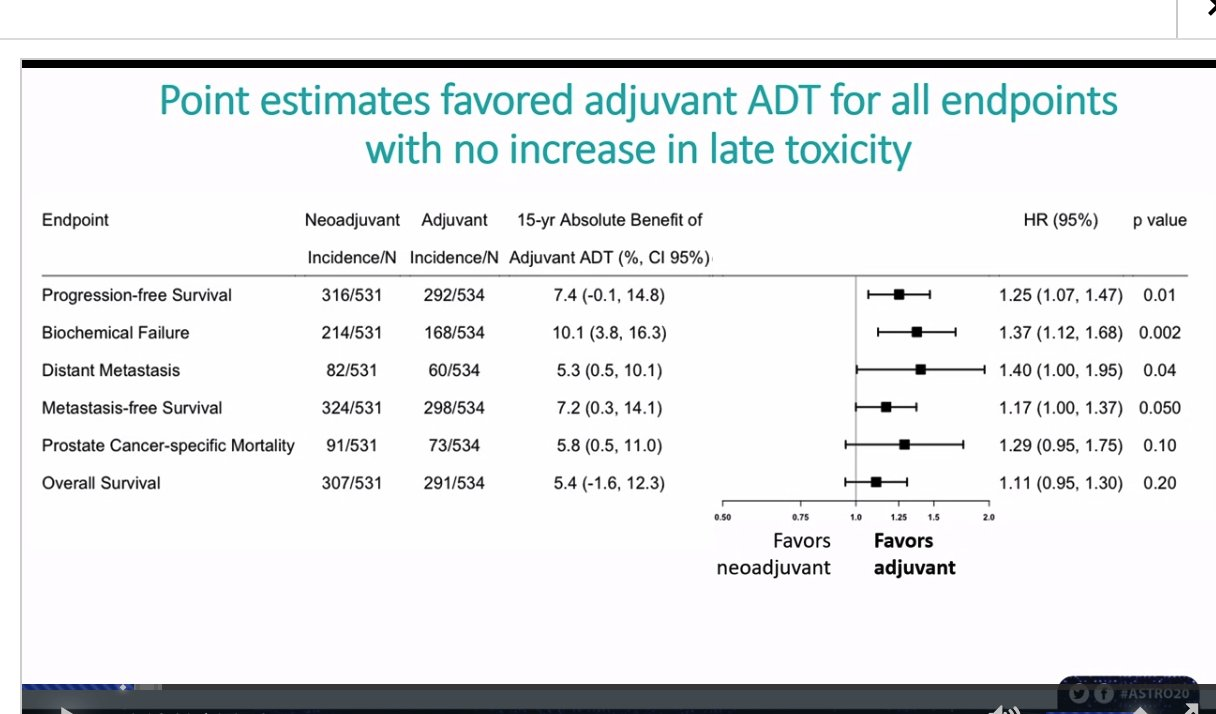 Point estimates favored adjuvant ADT for all endpoints
with no increase in late toxicity
Endpoint Neoadjuvant Adjuvant 15-yr Absolute Benefit of HR (95%) p value
Incidence/N Incidence/N Adjuvant ADT (%, CI 95%)
Progression-free Survival 316/531 292/534 7.4 (-0.1, 14.8) 1.25 (1.07, 1.47) 0.01
Biochemical Failure 214/531 168/534 10.1 (3.8, 16.3) 1.37 (1.12, 1.68) 0.002
Distant Metastasis 82/531 60/534 5.3 (0.5, 10.1) 1.40 (1.00, 1.95) 0.04
Metastasis-free Survival 324/531 298/534 7.2 (0.3, 14.1) 1.17 (1.00, 1.37) 0.050
Prostate Cancer-specific Mortality 91/531 73/534 5.8 (0.5, 11.0) 1.29 (0.95, 1.75) 0.10
Overall Survival 307/531 291/534 5.4 (-1.6, 12.3) 1.11 (0.95, 1.30) 0.20
0.50 0.75 1.0 1.25 1.5 2.0
Favors Favors
neoadjuvant adjuvant
#ASTRO20